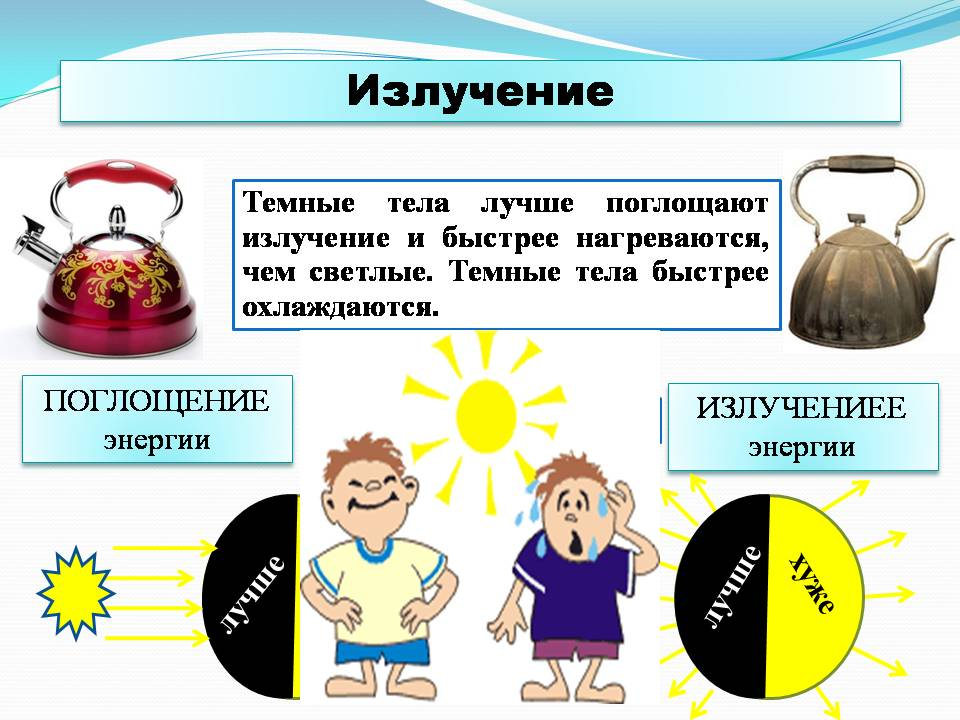 Излучение
Темные тела лучше поглощают
излучение и быстрее нагреваются,
чем светлые. Темные тела быстрее
охлаждаются.
ПОГЛОЩЕНИЕ
энергии
ИЗЛУЧЕНИЕЕ
энергии
лучше
лучше
хуже